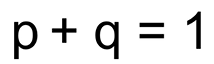 p + q = 1